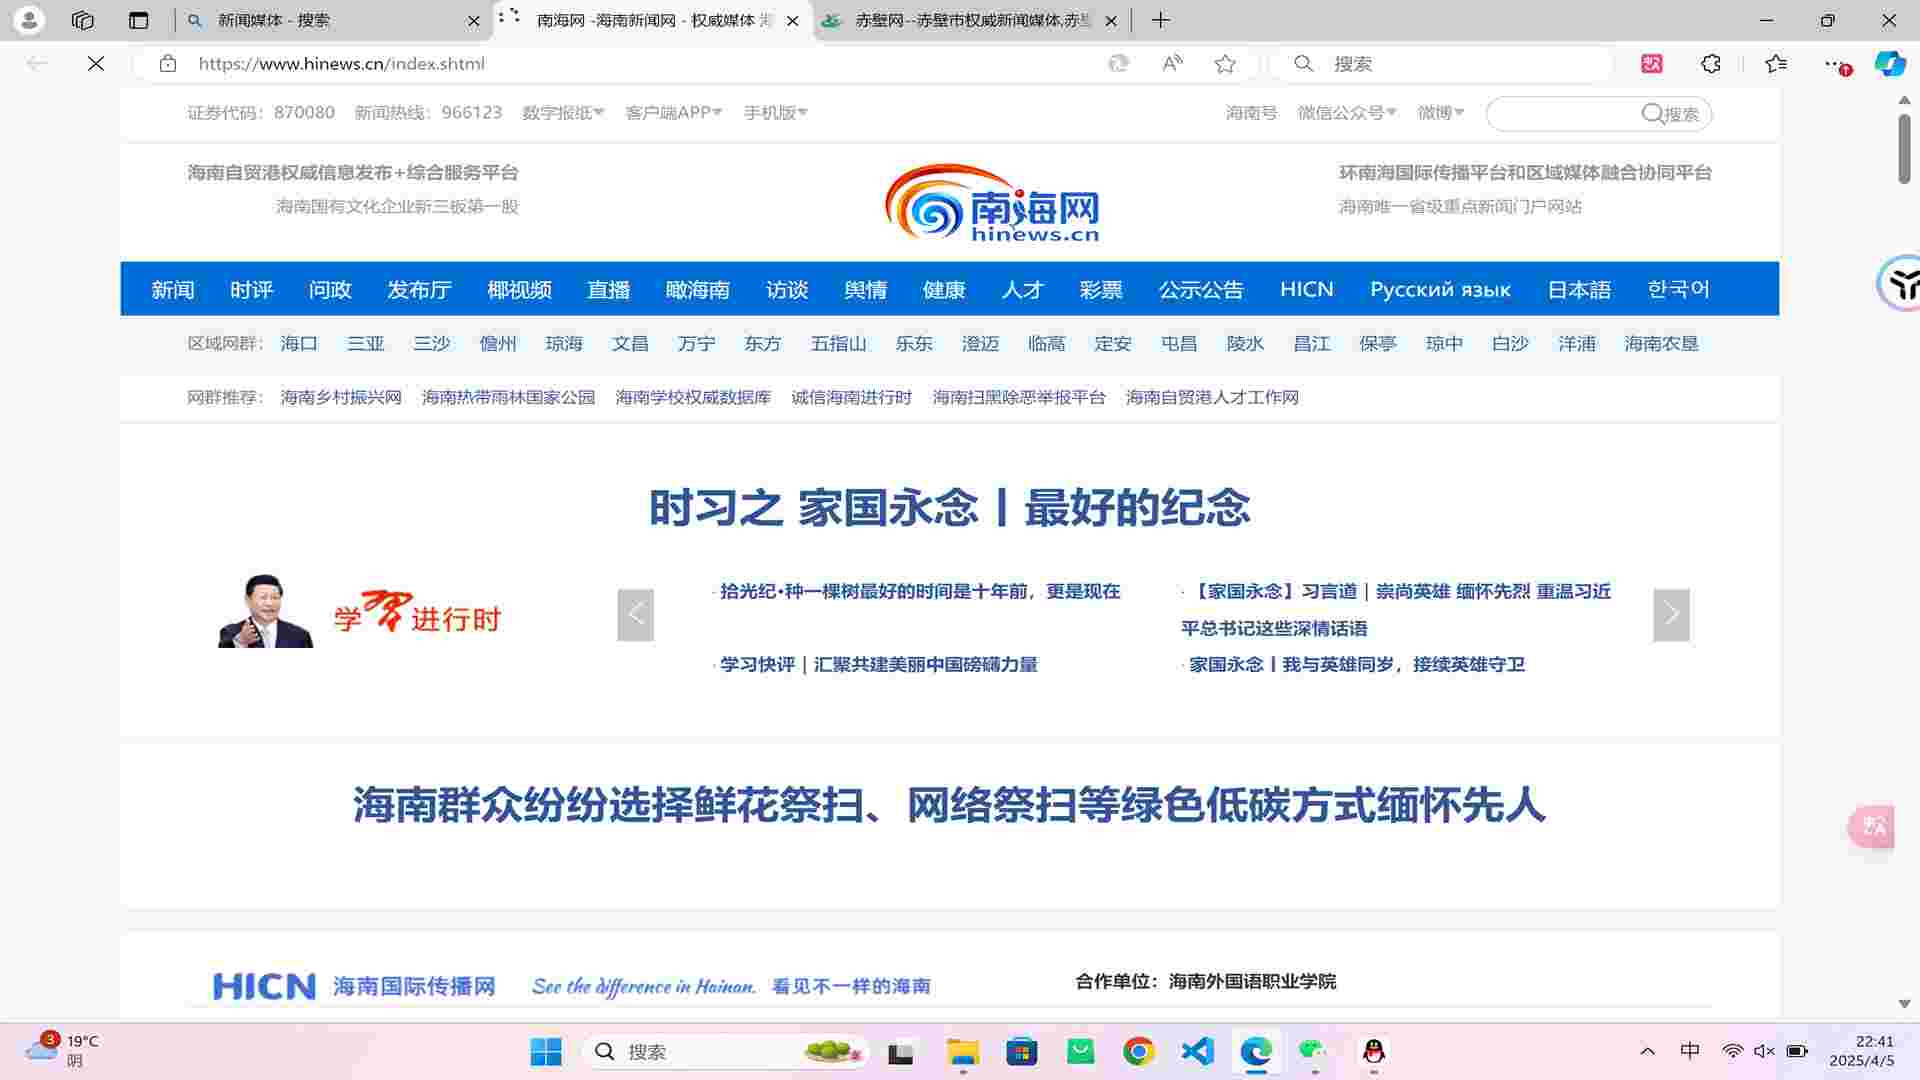 新闻媒体 - 搜索
南海网 -海南新闻网 - 权威媒体
赤壁网--赤壁市权威新闻媒体,赤
https://www.hinews.cn/index.shtml
搜索
证券代码：870080 新闻热线：966123 数字报纸 客户端APP 手机版
海南号 微信公众号 微博 搜索
海南自贸港权威信息发布+综合服务平台
海南国有文化企业新三板第一股
南海网
hinews.cn
环南海国际传播平台和区域媒体融合协同平台
海南唯一省级重点新闻门户网站
新闻 时评 问政 发布厅 椰视频 直播 瞰海南 访谈 舆情 健康 人才 彩票 公示公告 HICN Русский язык 日本語 한국어
区域网群： 海口 三亚 三沙 儋州 琼海 文昌 万宁 东方 五指山 乐东 澄迈 临高 定安 屯昌 陵水 昌江 保亭 琼中 白沙 洋浦 海南农垦
网群推荐： 海南乡村振兴网 海南热带雨林国家公园 海南学校权威数据库 诚信海南进行时 海南扫黑除恶举报平台 海南自贸港人才工作网
时习之 家国永念丨最好的纪念
学习进行时
· 拾光纪·种一棵树最好的时间是十年前，更是现在
· 【家国永念】习言道｜崇尚英雄 缅怀先烈 重温习近
平总书记这些深情话语
· 学习快评｜汇聚共建美丽中国磅礴力量
· 家国永念丨我与英雄同岁，接续英雄守卫
海南群众纷纷选择鲜花祭扫、网络祭扫等绿色低碳方式缅怀先人
HICN 海南国际传播网 See the difference in Hainan. 看见不一样的海南
合作单位：海南外国语职业学院
3
19°C
阴
搜索
中
22:41
2025/4/5